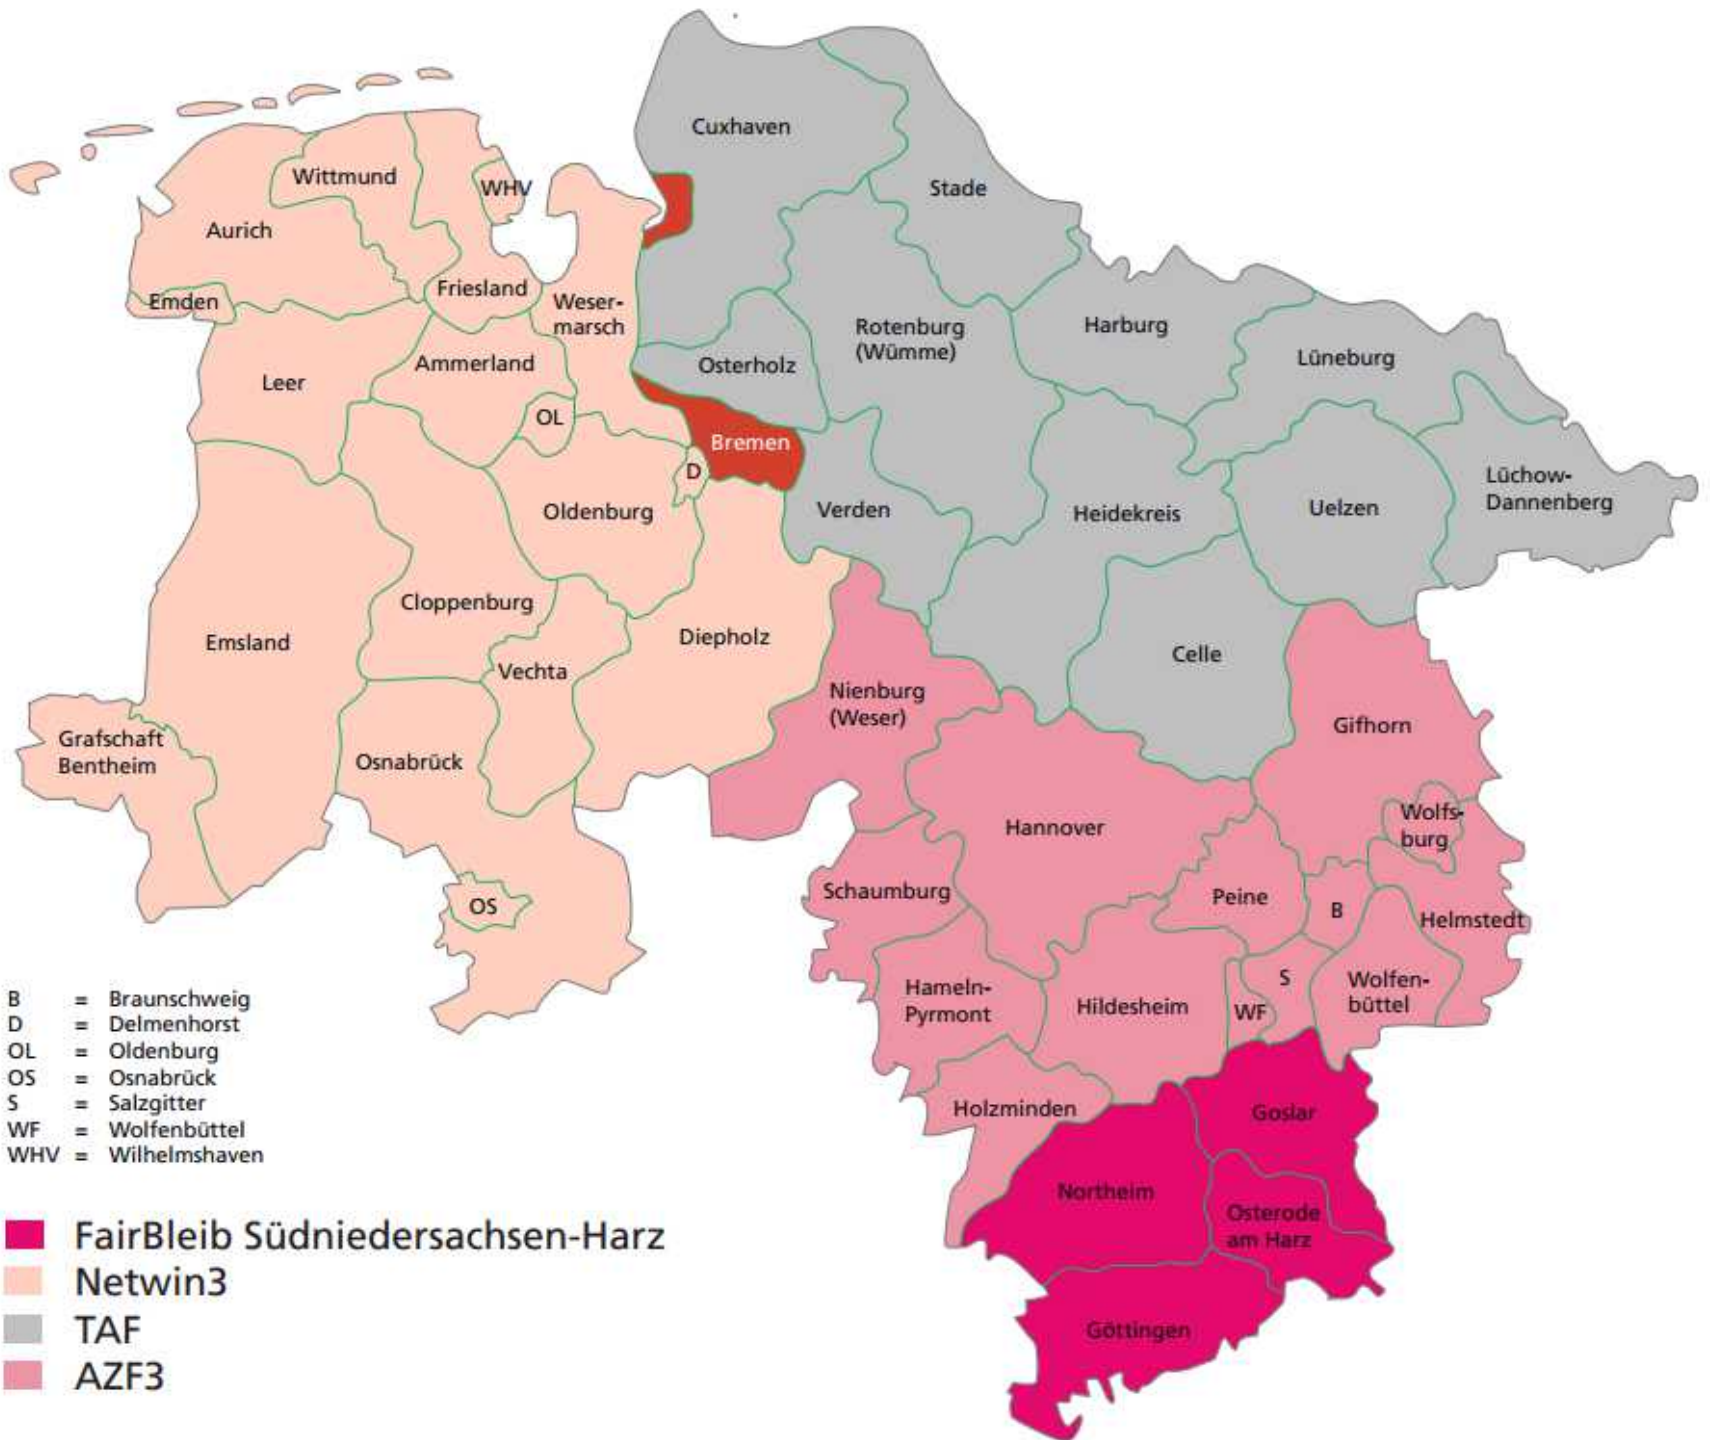 Cuxhaven
Stade
Wittmund
WHV
Aurich
Friesland
Emden
Weser-
marsch
Rotenburg
(Wümme)
Harburg
Lüneburg
Osterholz
Ammerland
Leer
OL
Bremen
D
Lüchow-
Dannenberg
Oldenburg
Verden
Heidekreis
Uelzen
Cloppenburg
Emsland
Diepholz
Celle
Vechta
Nienburg
(Weser)
Gifhorn
Grafschaft
Bentheim
Osnabrück
Wolfs-
burg
Hannover
Schaumburg
Peine
OS
B
Helmstedt
S
Wolfen-
büttel
Hameln-
Pyrmont
Hildesheim
WF
Holzminden
Goslar
Northeim
Osterode
am Harz
Göttingen
B = Braunschweig
D = Delmenhorst
OL = Oldenburg
OS = Osnabrück
S = Salzgitter
WF = Wolfenbüttel
WHV = Wilhelmshaven
FairBleib Südniedersachsen-Harz
Netwin3
TAF
AZF3